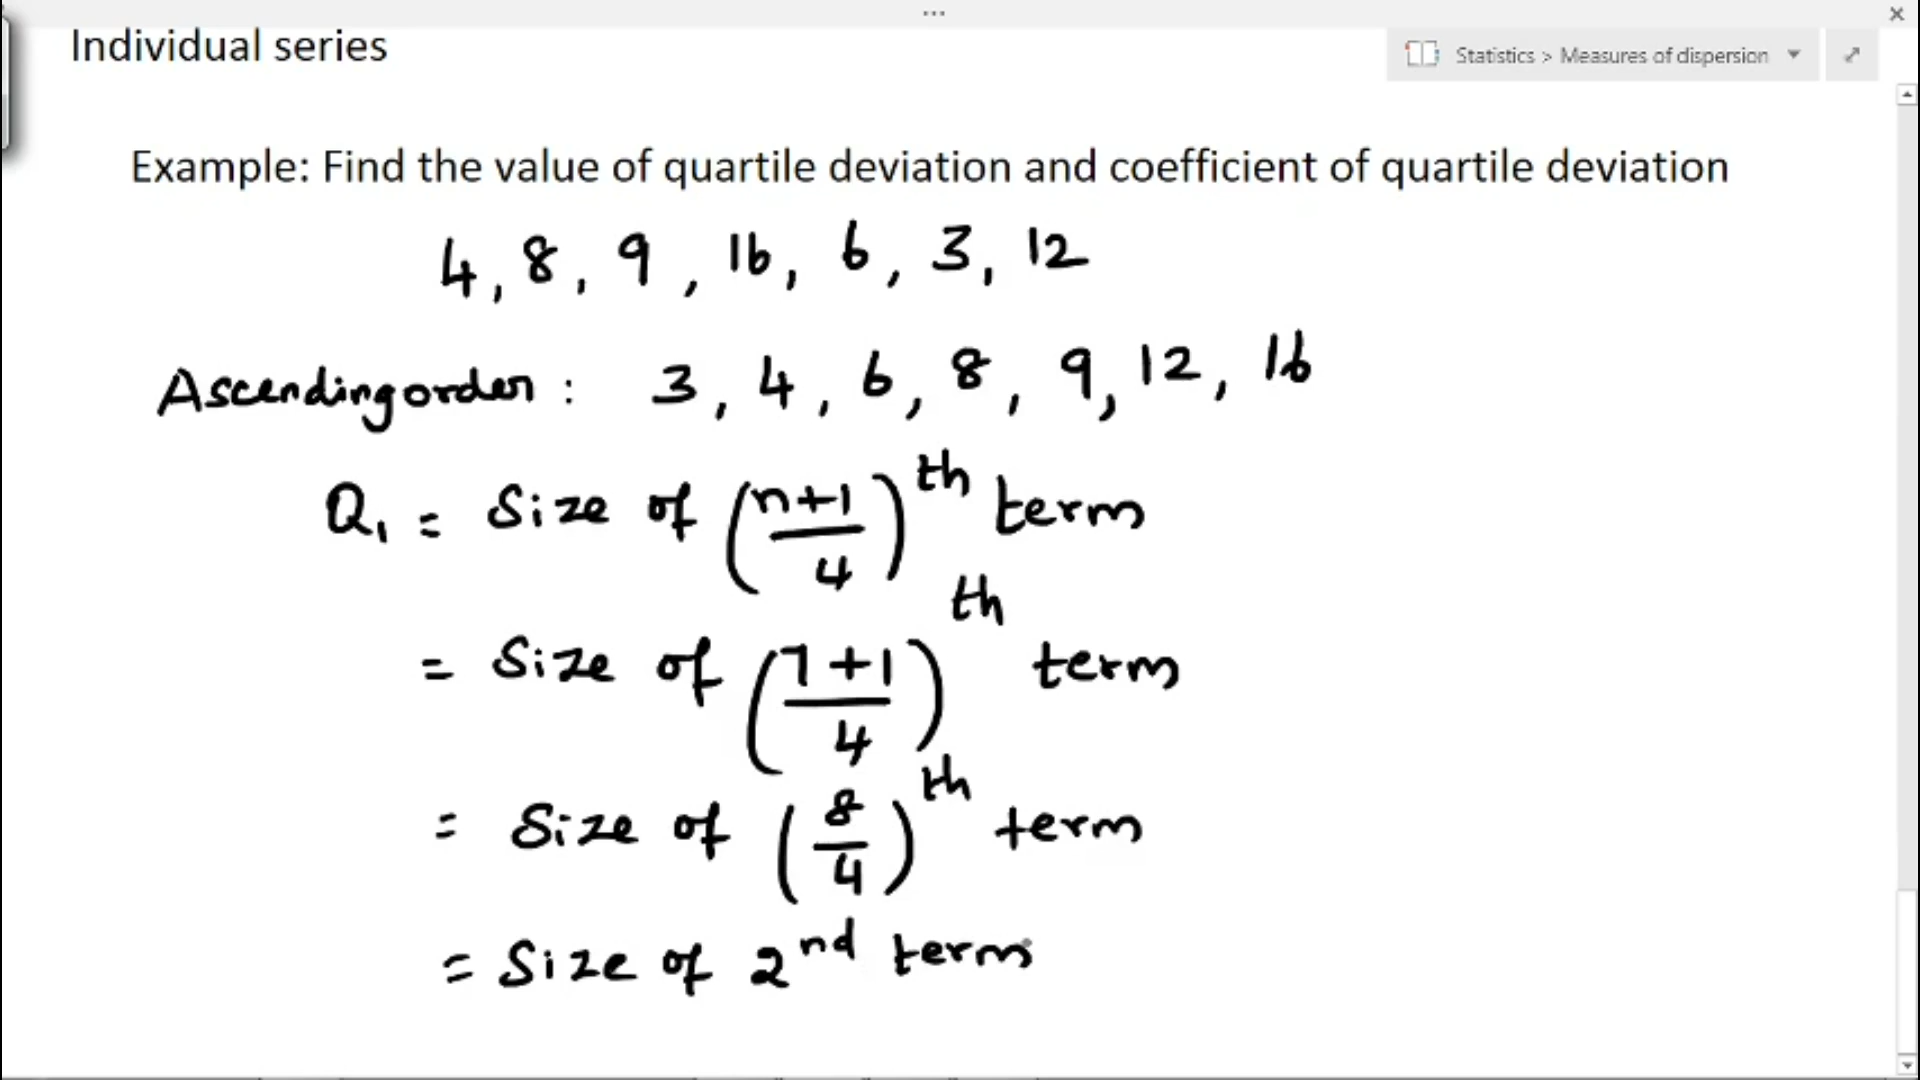 ...
Individual series
Statistics > Measures of dispersion
Example: Find the value of quartile deviation and coefficient of quartile deviation
4, 8, 9, 16, 6, 3, 12
Ascending order : 3, 4, 6, 8, 9, 12, 16
Q₁ = Size of (n+1/4)th term
= Size of (7+1/4)th term
= Size of (8/4)th term
= Size of 2nd term